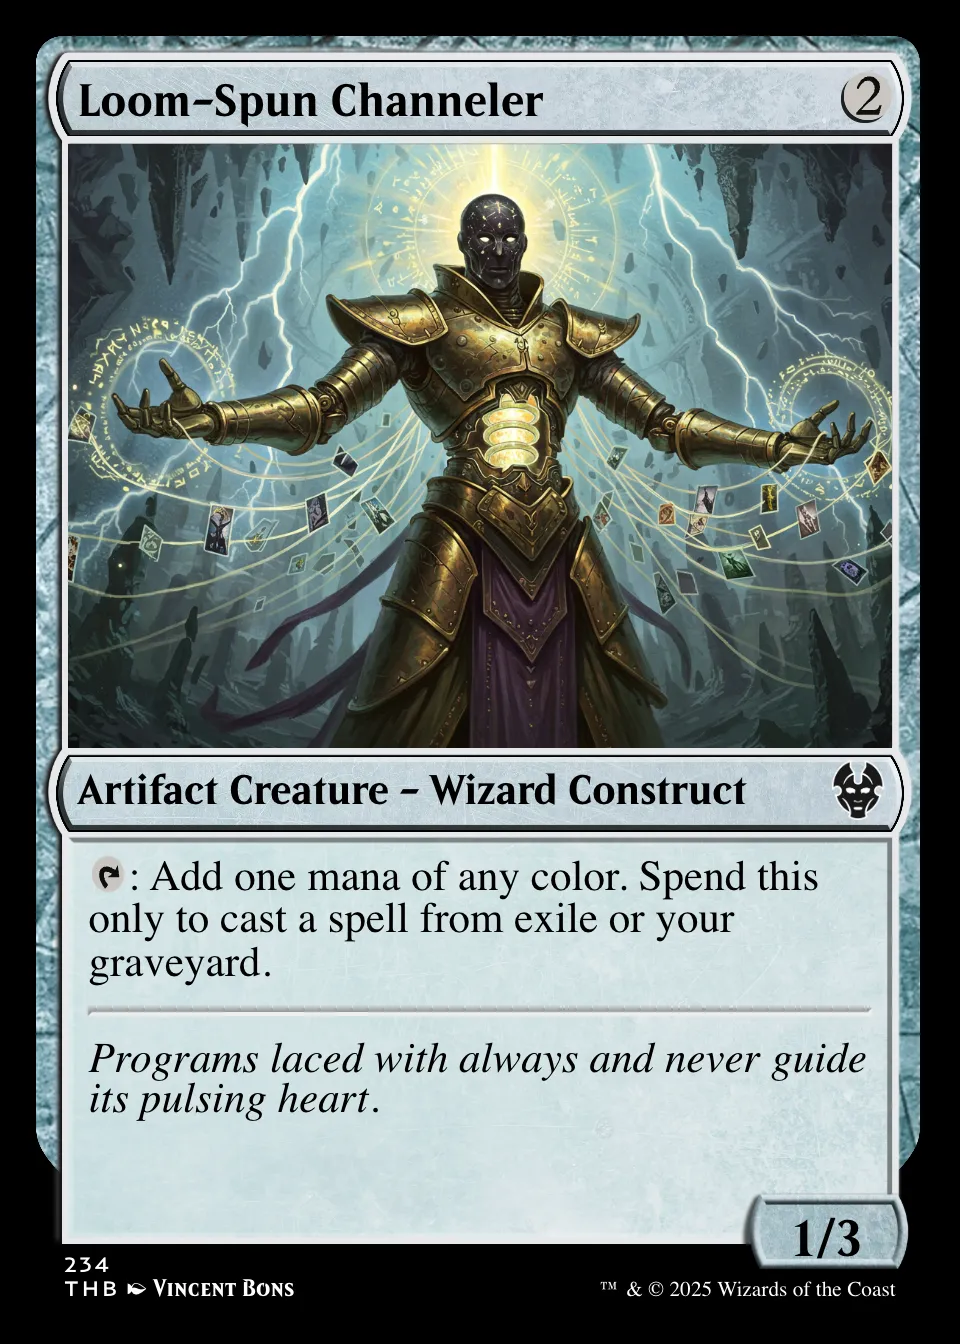 Loom-Spun Channeler 2
Artifact Creature – Wizard Construct
: Add one mana of any color. Spend this
only to cast a spell from exile or your
graveyard.
Programs laced with always and never guide
its pulsing heart.
1/3
234
THB Vincent Bons
™ & © 2025 Wizards of the Coast